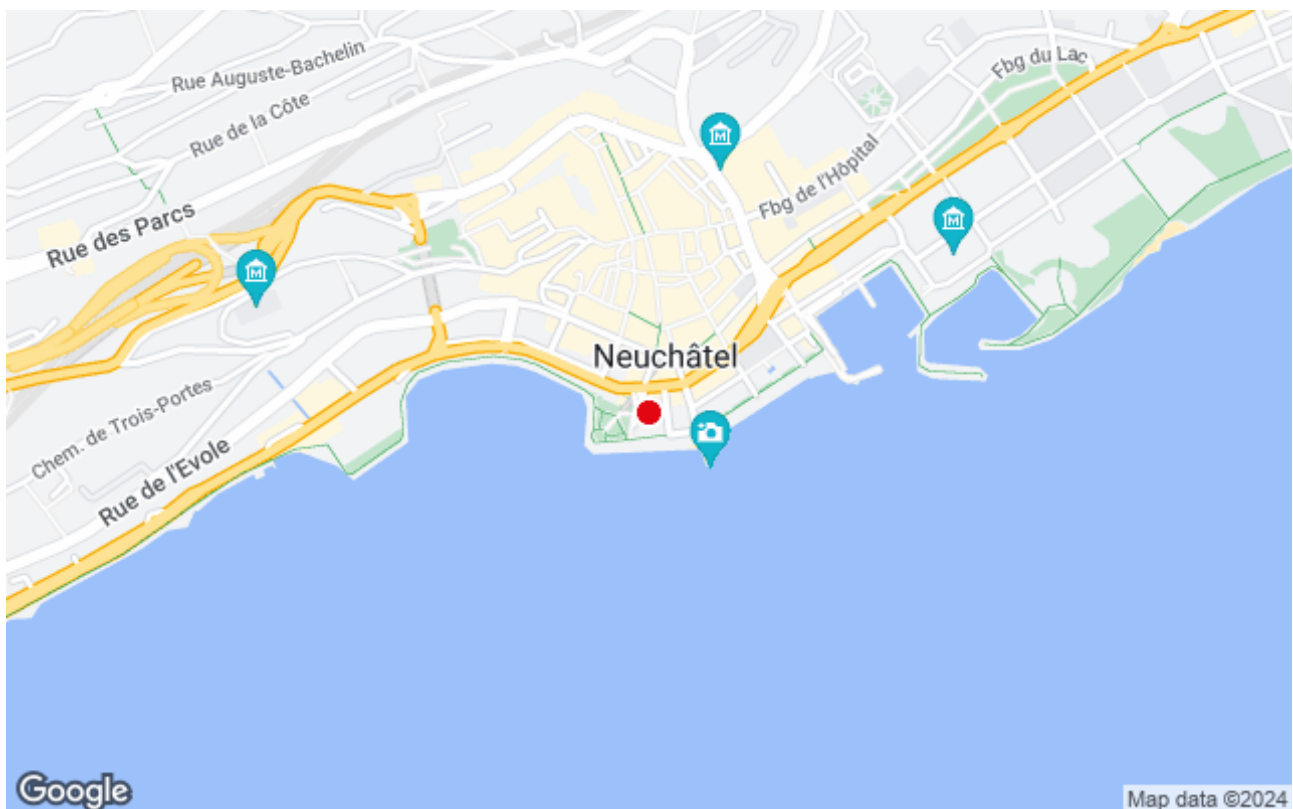 Rue Auguste-Bachelin
Fbg du Lac
Rue de la Côte
M
Fbg de l'Hôpital
Rue des Parcs
M
M
Neuchâtel
Chem. de Trois-Portes
Rue de l'Evole
Google
Map data ©2024